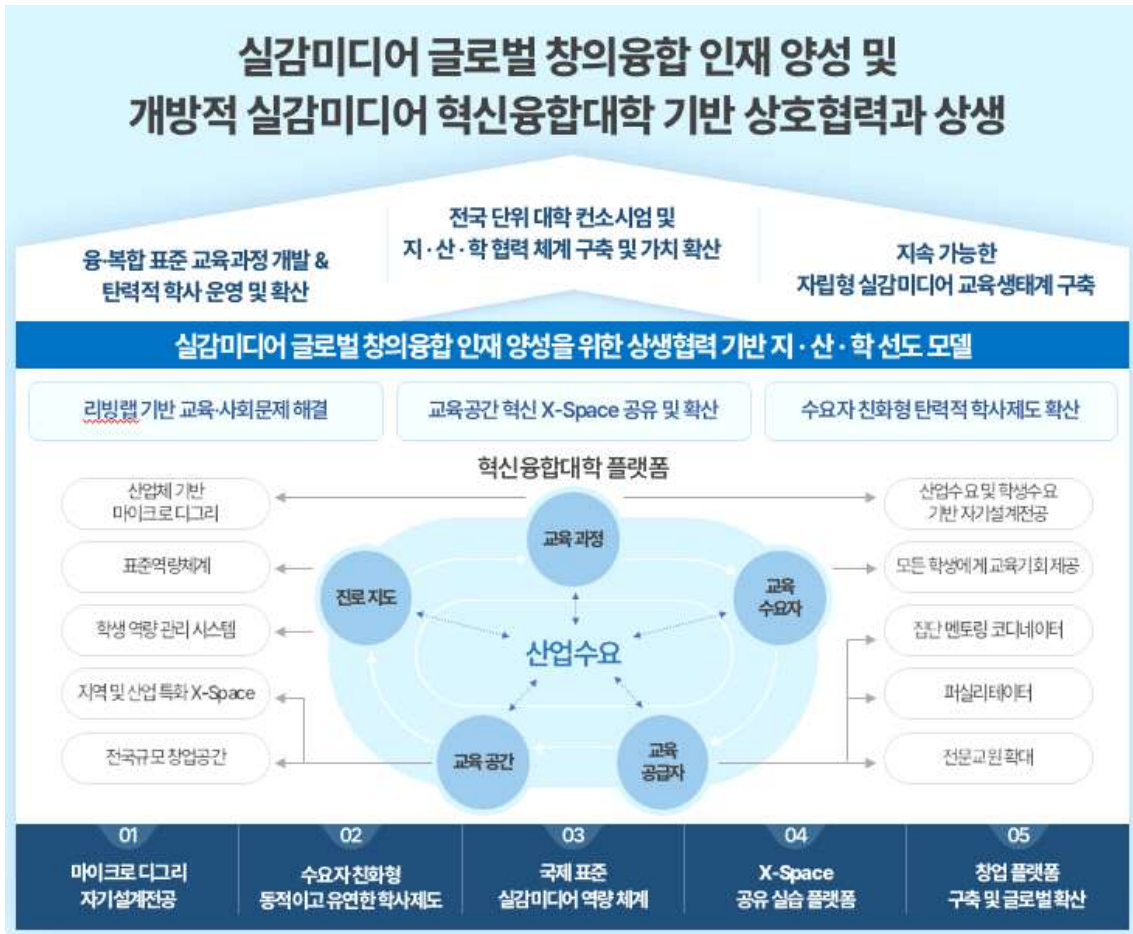 실감미디어 글로벌 창의융합 인재 양성 및
개방적 실감미디어 혁신융합대학 기반 상호협력과 상생
융·복합 표준 교육과정 개발 &
탄력적 학사 운영 및 확산
전국 단위 대학 컨소시엄 및
지·산·학 협력 체계 구축 및 가치 확산
지속 가능한
자립형 실감미디어 교육생태계 구축
실감미디어 글로벌 창의융합 인재 양성을 위한 상생협력 기반 지·산·학 선도 모델
리빙랩 기반 교육·사회문제 해결
교육공간 혁신 X-Space 공유 및 확산
수요자 친화형 탄력적 학사제도 확산
혁신융합대학 플랫폼
산업체 기반
마이크로 디그리
표준역량체계
학생 역량 관리 시스템
지역 및 산업 특화 X-Space
전국규모 창업공간
교육 과정
진로 지도
교육
수요자
산업수요
교육 공간
교육
공급자
산업수요 및 학생수요
기반 자기설계전공
모든 학생에게 교육기회 제공
집단 멘토링 코디네이터
퍼실리테이터
전문교원 확대
01
마이크로 디그리
자기설계전공
02
수요자 친화형
동적이고 유연한 학사제도
03
국제 표준
실감미디어 역량 체계
04
X-Space
공유 실습 플랫폼
05
창업 플랫폼
구축 및 글로벌 확산